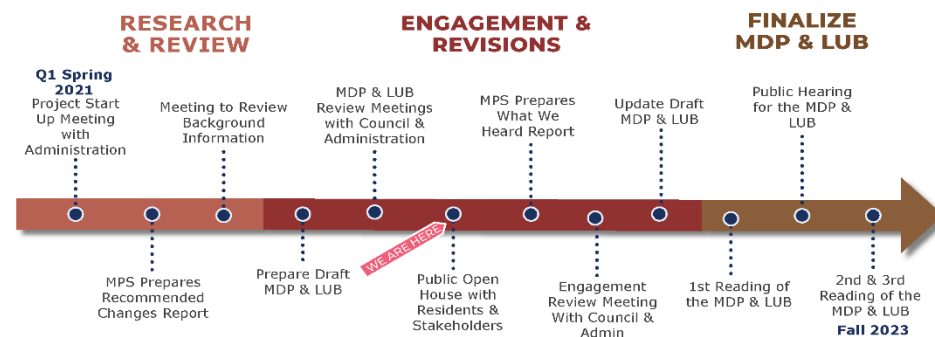 RESEARCH
& REVIEW
ENGAGEMENT &
REVISIONS
FINALIZE
MDP & LUB
Q1 Spring
2021
Project Start
Up Meeting
with
Administration
Meeting to Review
Background
Information
MDP & LUB
Review Meetings
with Council &
Administration
MPS Prepares
What We
Heard Report
Update Draft
MDP & LUB
Public Hearing
for the MDP &
LUB
WE ARE HERE
MPS Prepares
Recommended
Changes Report
Prepare Draft
MDP & LUB
Public Open
House with
Residents &
Stakeholders
Engagement
Review Meeting
With Council &
Admin
1st Reading of
the MDP & LUB
2nd & 3rd
Reading of the
MDP & LUB
Fall 2023